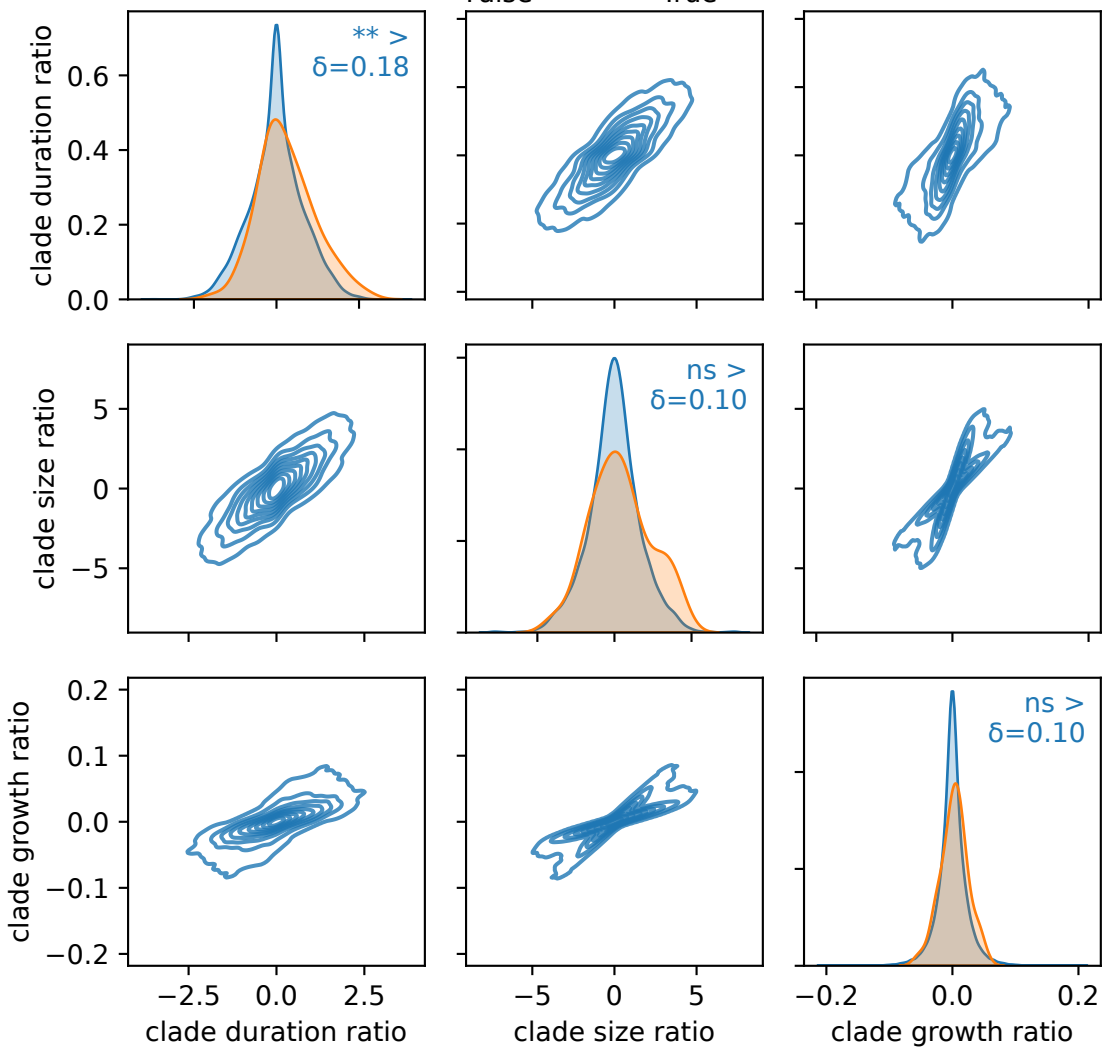 False True
clade duration ratio
0.6
0.4
0.2
0.0
** >
δ=0.18
clade size ratio
5
0
−5
ns >
δ=0.10
clade growth ratio
0.2
0.1
0.0
−0.1
−0.2
ns >
δ=0.10
−2.5 0.0 2.5
−5 0 5
−0.2 0.0 0.2
clade duration ratio
clade size ratio
clade growth ratio